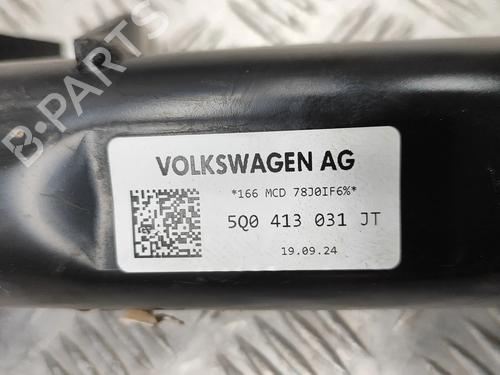 B-PARTS
VOLKSWAGEN AG
*166 MCD 78J0IF6%*
5Q0 413 031 JT
19.09.24